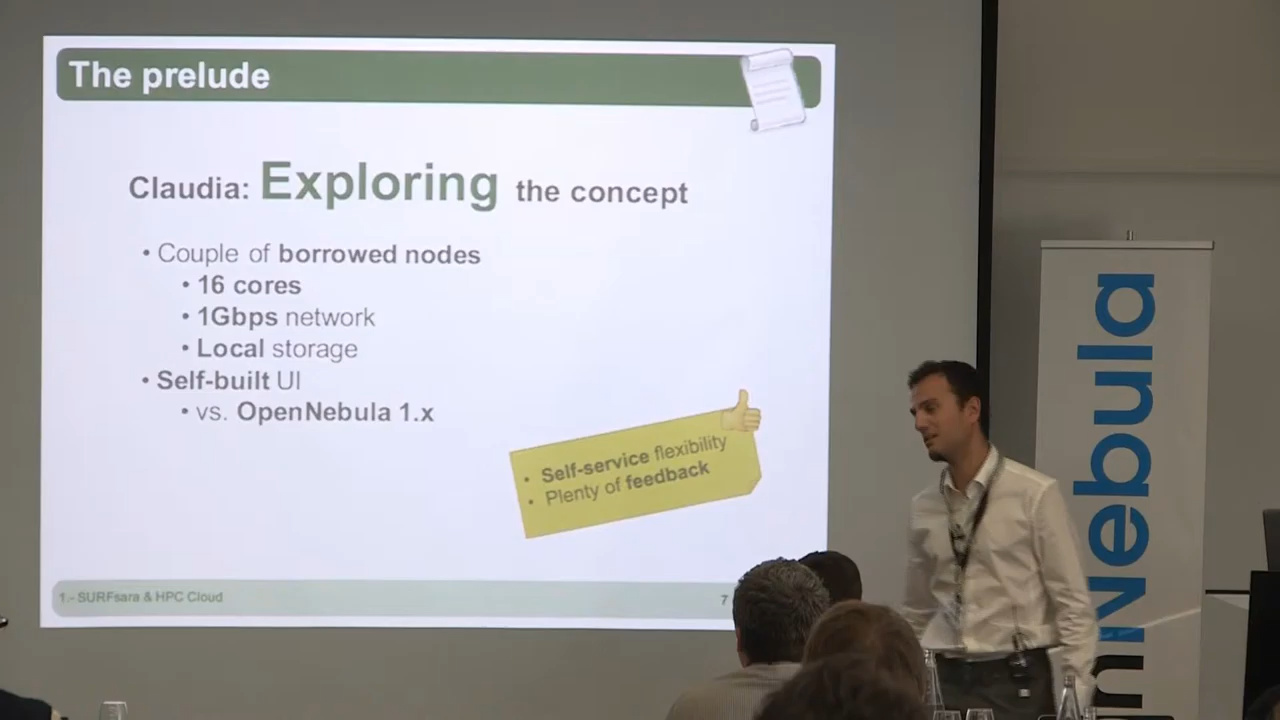 The prelude
Claudia: Exploring the concept
• Couple of borrowed nodes
• 16 cores
• 1Gbps network
• Local storage
• Self-built UI
• vs. OpenNebula 1.x
• Self-service flexibility
• Plenty of feedback
1.- SURFsara & HPC Cloud
7
nNebula